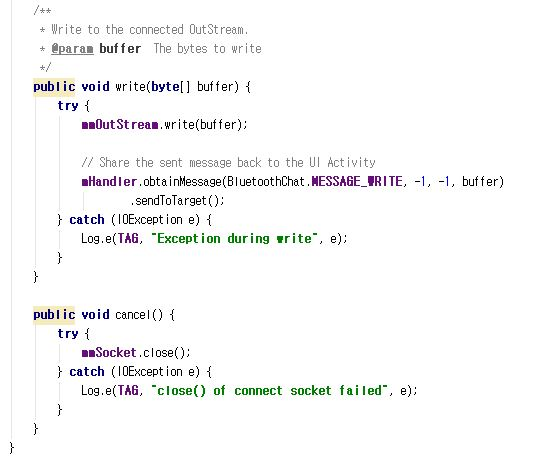 /**
 * Write to the connected OutStream.
 * @param buffer  The bytes to write
 */
public void write(byte[] buffer) {
    try {
        mmOutStream.write(buffer);

        // Share the sent message back to the UI Activity
        mHandler.obtainMessage(BluetoothChat.MESSAGE_WRITE, -1, -1, buffer)
                .sendToTarget();
    } catch (IOException e) {
        Log.e(TAG, "Exception during write", e);
    }
}

public void cancel() {
    try {
        mmSocket.close();
    } catch (IOException e) {
        Log.e(TAG, "close() of connect socket failed", e);
    }
}
}